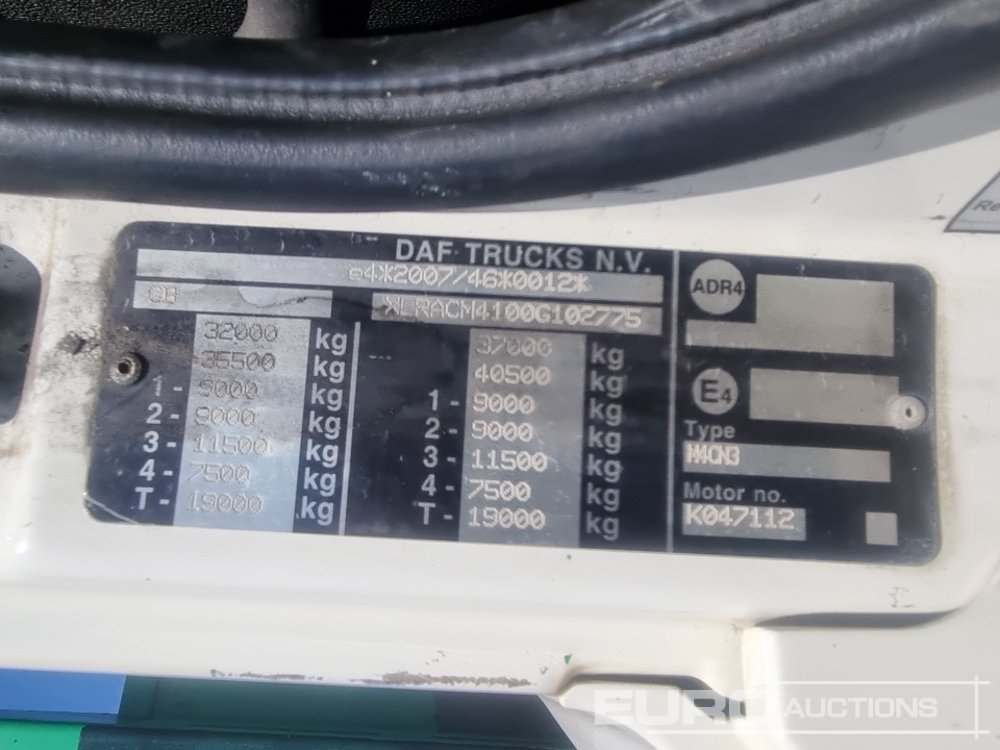 DAF TRUCKS N.V.
e4*2007/46*0012*
GB
*LRACM4100G102775
32000 kg
35500 kg
1 - 9000 kg
2 - 9000 kg
3 - 11500 kg
4 - 7500 kg
T - 19000 kg
37000 kg
40500 kg
1 - 9000 kg
2 - 9000 kg
3 - 11500 kg
4 - 7500 kg
T - 19000 kg
ADR4
E4
Type
Motor no.
K047112
Re
EURO AUCTIONS